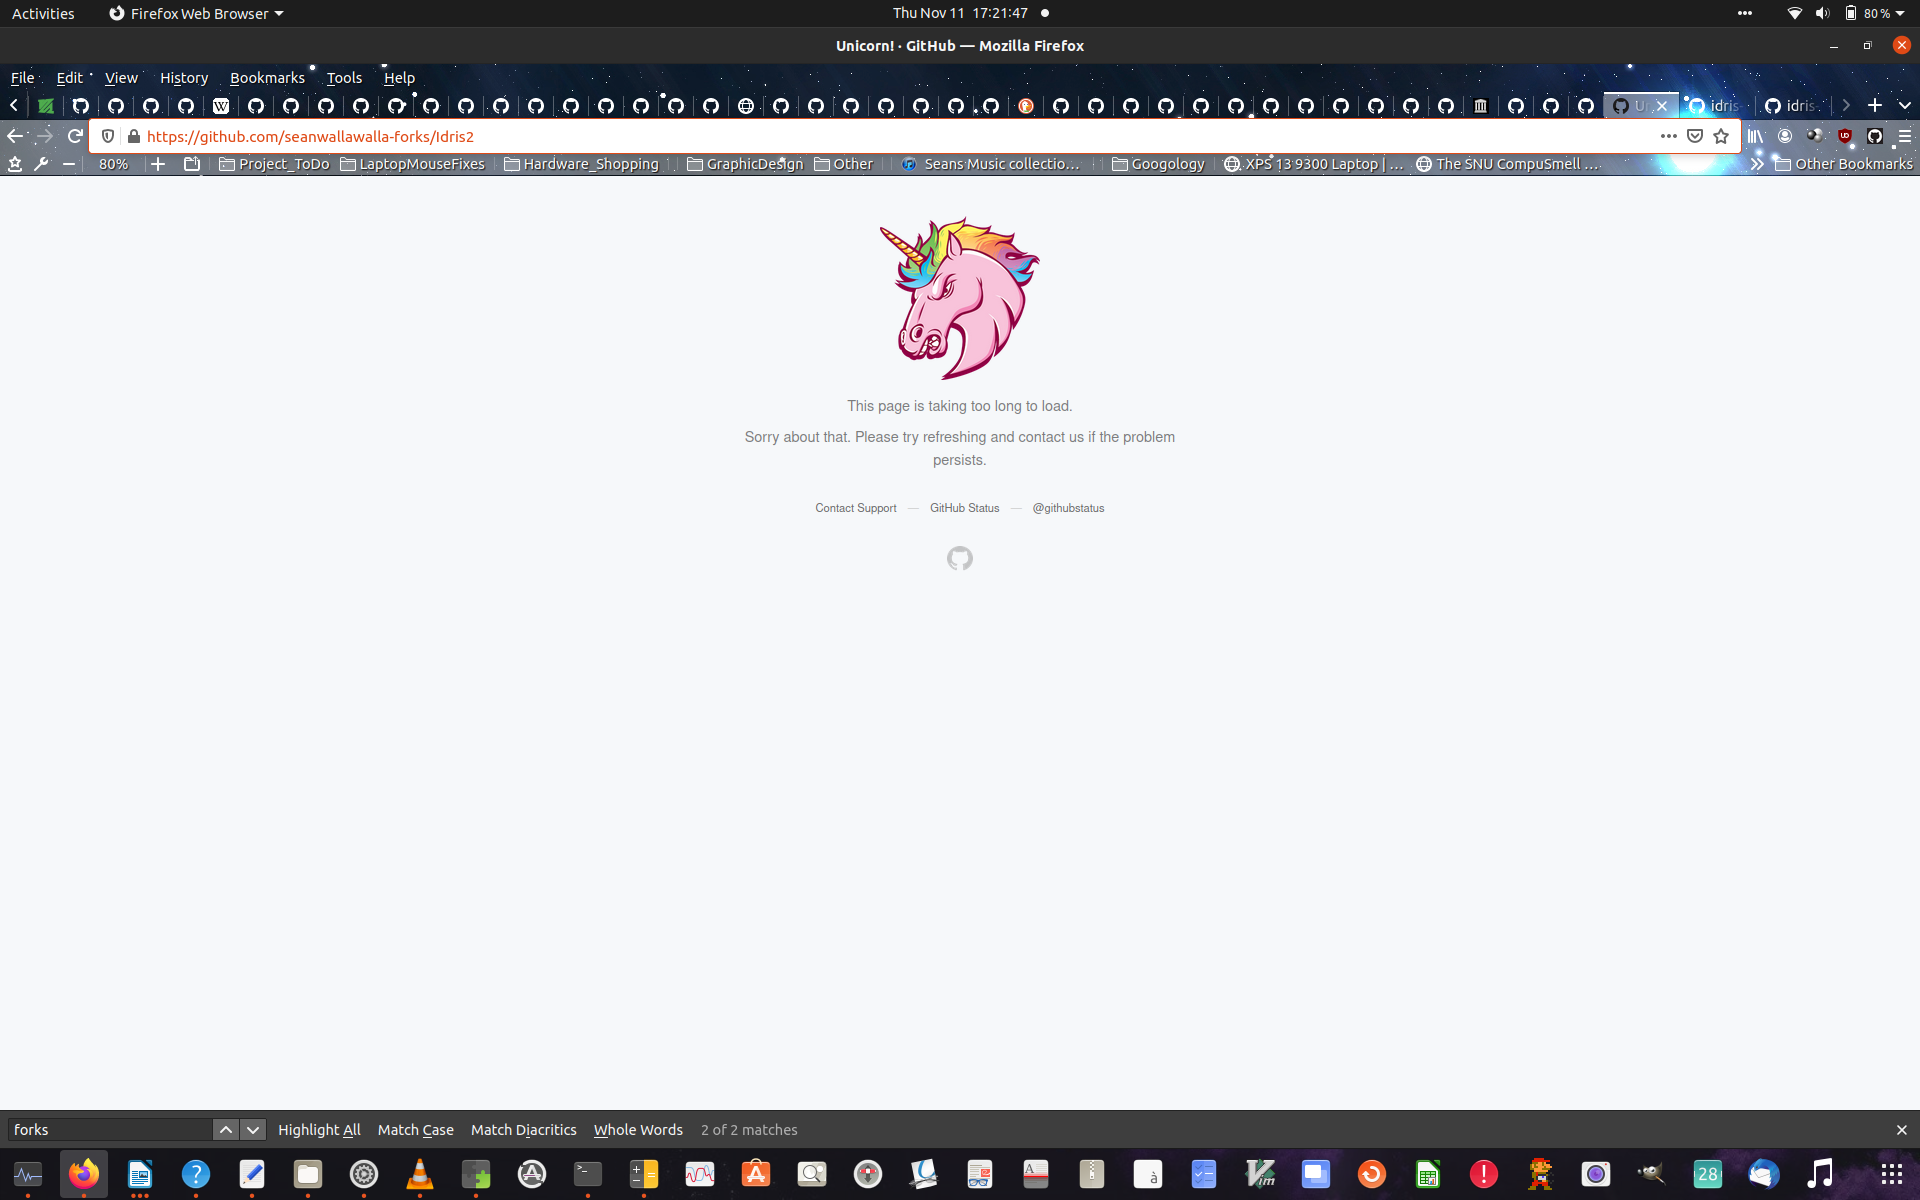 Activities Firefox Web Browser Thu Nov 11 17:21:47 80 %
Unicorn! · GitHub — Mozilla Firefox
File Edit View History Bookmarks Tools Help
W idris idris
https://github.com/seanwallawalla-forks/Idris2
80% Project_ToDo LaptopMouseFixes Hardware_Shopping GraphicDesign Other Seans Music collectio… Googology XPS 13 9300 Laptop | … The SNU CompuSmell … Other Bookmarks
This page is taking too long to load.
Sorry about that. Please try refreshing and contact us if the problem
persists.
Contact Support — GitHub Status — @githubstatus
forks Highlight All Match Case Match Diacritics Whole Words 2 of 2 matches
28